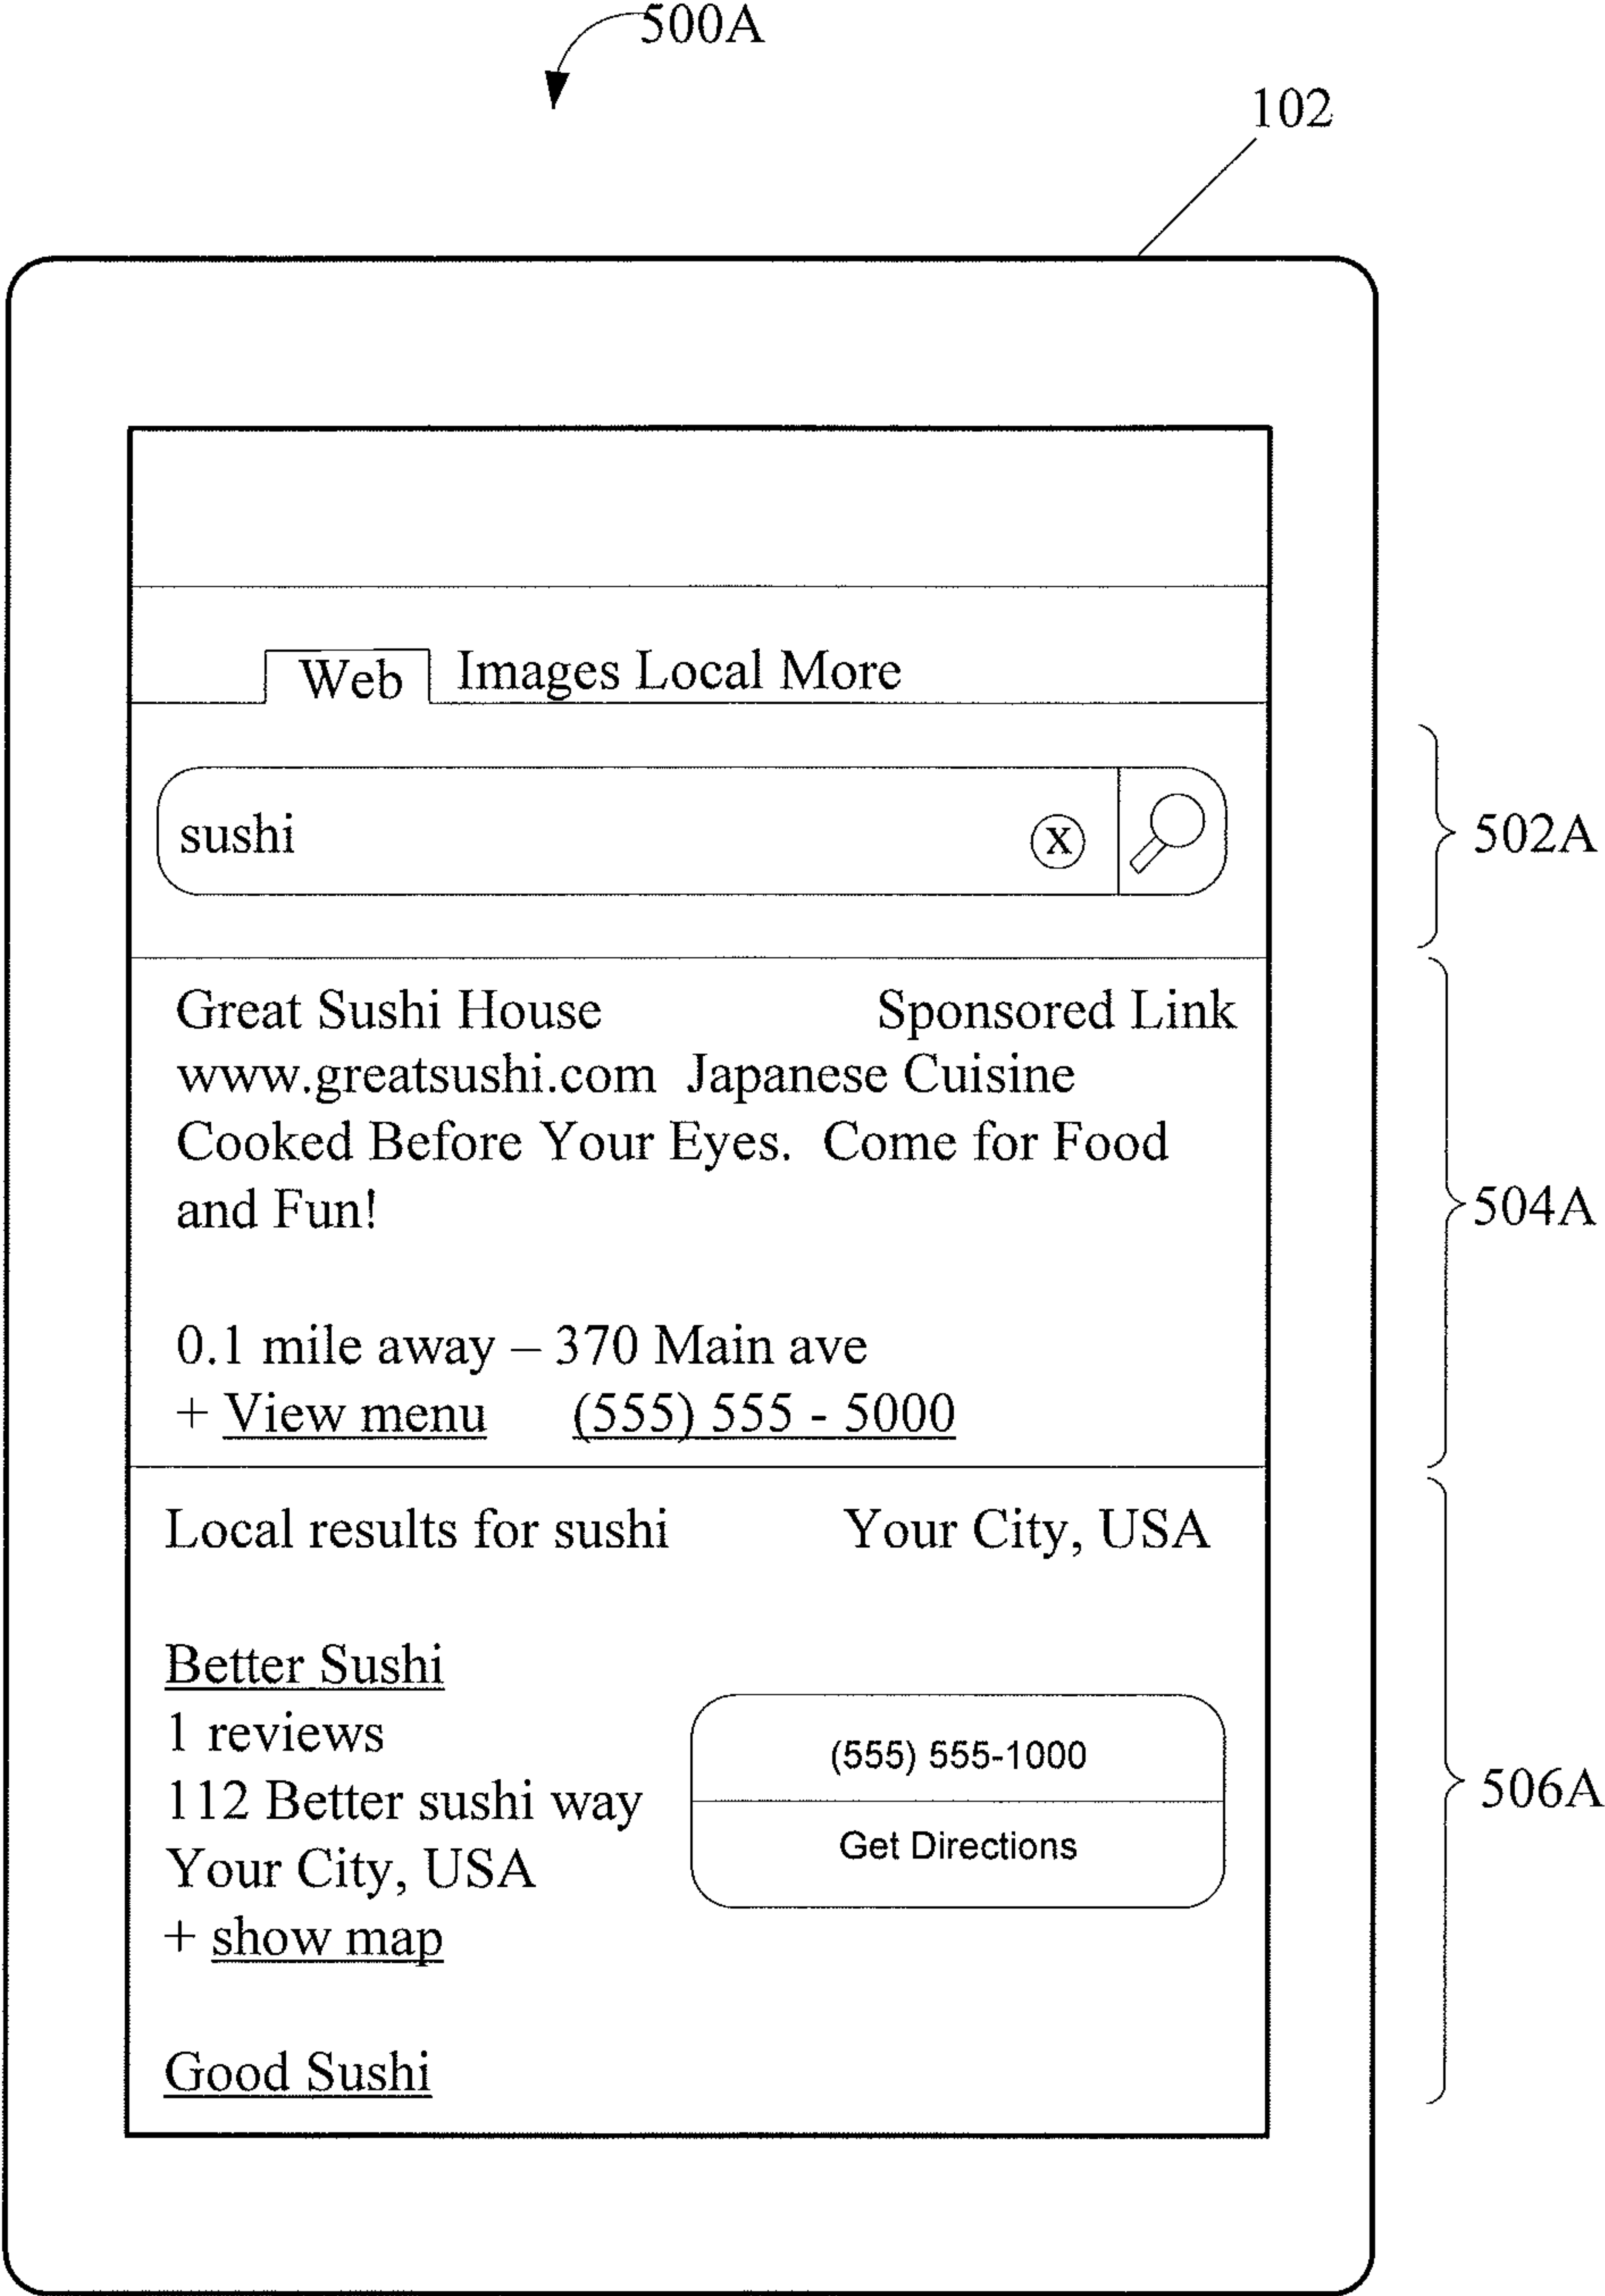 500A
102
Web Images Local More
sushi X
502A
Great Sushi House Sponsored Link
www.greatsushi.com Japanese Cuisine
Cooked Before Your Eyes. Come for Food
and Fun!
504A
0.1 mile away – 370 Main ave
+ View menu (555) 555 - 5000
Local results for sushi Your City, USA
Better Sushi
1 reviews
112 Better sushi way
Your City, USA
+ show map
(555) 555-1000
Get Directions
506A
Good Sushi